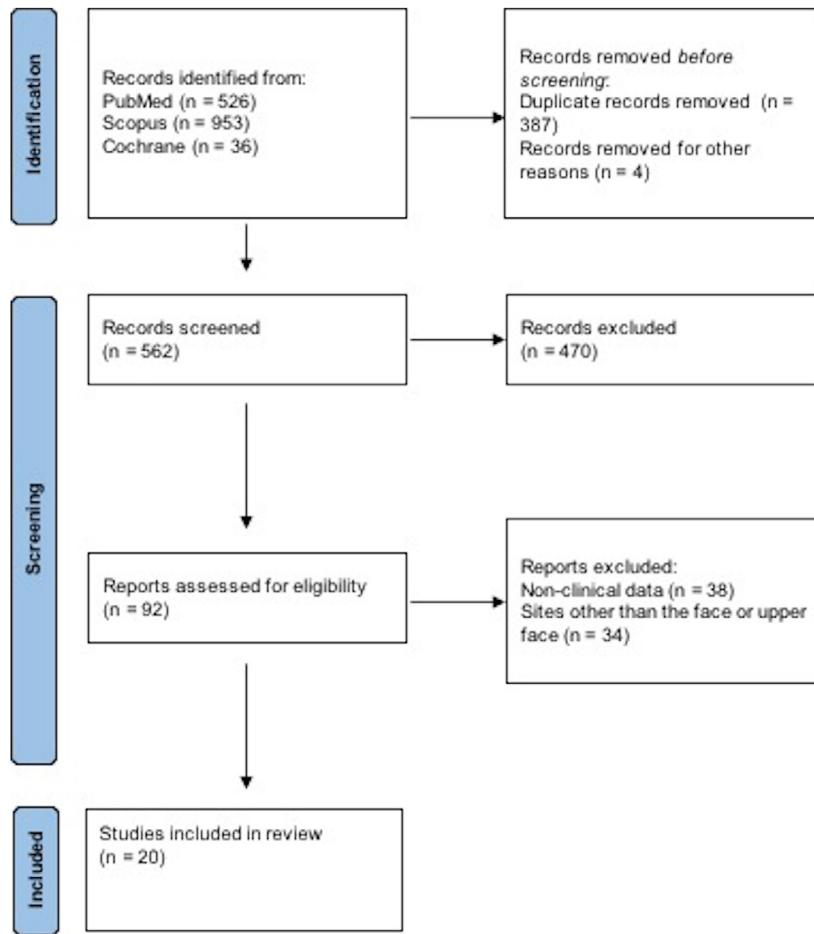 Identification
Records identified from:
PubMed (n = 526)
Scopus (n = 953)
Cochrane (n = 36)
Records removed before
screening:
Duplicate records removed (n =
387)
Records removed for other
reasons (n = 4)
Screening
Records screened
(n = 562)
Records excluded
(n = 470)
Reports assessed for eligibility
(n = 92)
Reports excluded:
Non-clinical data (n = 38)
Sites other than the face or upper
face (n = 34)
Included
Studies included in review
(n = 20)